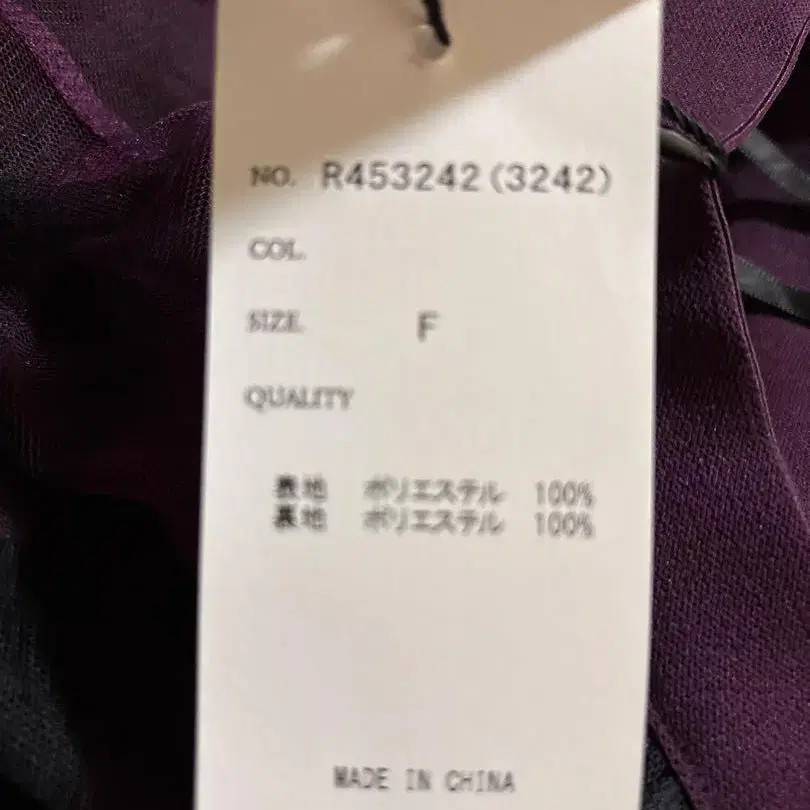 NO. R453242(3242)
COL.
SIZE F
QUALITY
表地 ポリエステル 100%
裏地 ポリエステル 100%
MADE IN CHINA